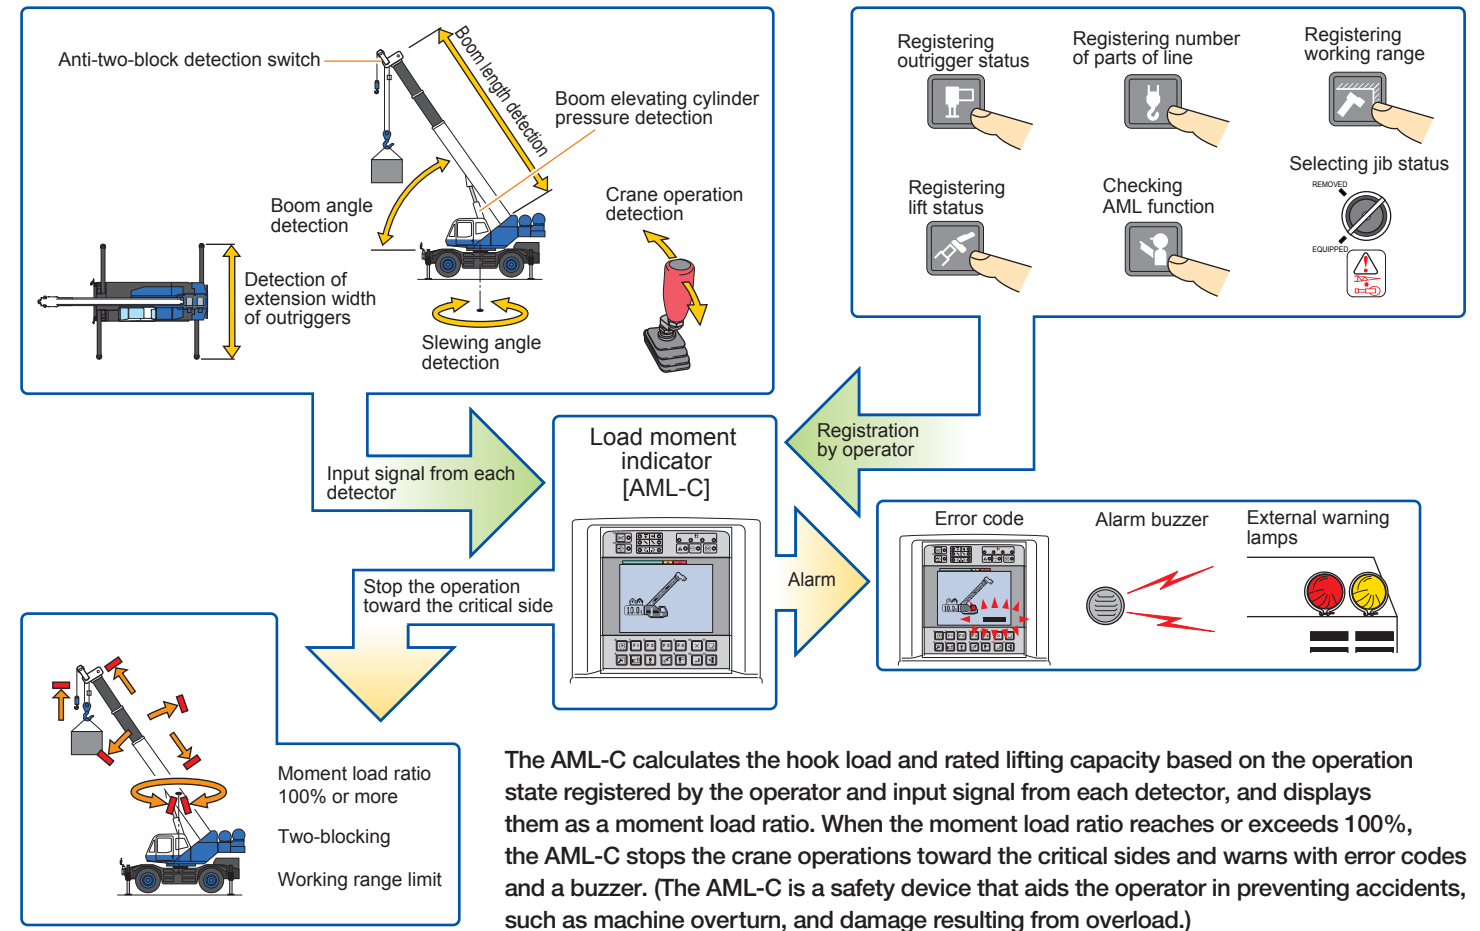 Anti-two-block detection switch
Boom length detection
Boom elevating cylinder
pressure detection
Boom angle
detection
Crane operation
detection
Detection of
extension width
of outriggers
Slewing angle
detection
Registering
outrigger status
Registering number
of parts of line
Registering
working range
Registering
lift status
Checking
AML function
Selecting jib status
REMOVED
EQUIPPED
Input signal from each
detector
Load moment
indicator
[AML-C]
Registration
by operator
Stop the operation
toward the critical side
Alarm
Error code
Alarm buzzer
External warning
lamps
Moment load ratio
100% or more
Two-blocking
Working range limit
The AML-C calculates the hook load and rated lifting capacity based on the operation
state registered by the operator and input signal from each detector, and displays
them as a moment load ratio. When the moment load ratio reaches or exceeds 100%,
the AML-C stops the crane operations toward the critical sides and warns with error codes
and a buzzer. (The AML-C is a safety device that aids the operator in preventing accidents,
such as machine overturn, and damage resulting from overload.)